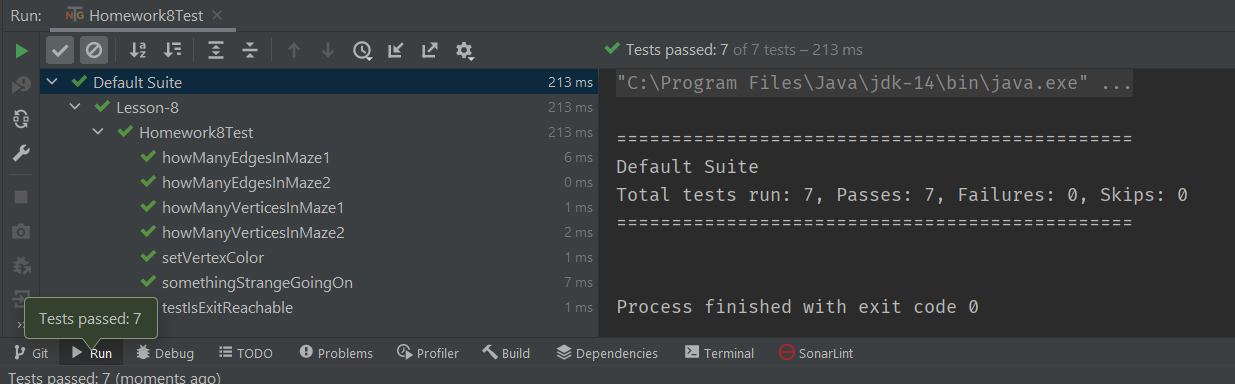 Run: Homework8Test
Tests passed: 7 of 7 tests – 213 ms
Default Suite 213 ms
Lesson-8 213 ms
Homework8Test 213 ms
howManyEdgesInMaze1 6 ms
howManyEdgesInMaze2 0 ms
howManyVerticesInMaze1 1 ms
howManyVerticesInMaze2 2 ms
setVertexColor 1 ms
somethingStrangeGoingOn 7 ms
testIsExitReachable 1 ms
"C:\Program Files\Java\jdk-14\bin\java.exe" ...
===============================================
Default Suite
Total tests run: 7, Passes: 7, Failures: 0, Skips: 0
===============================================
Process finished with exit code 0
Tests passed: 7
Git Run Debug TODO Problems Profiler Build Dependencies Terminal SonarLint
Tests passed: 7 (moments ago)